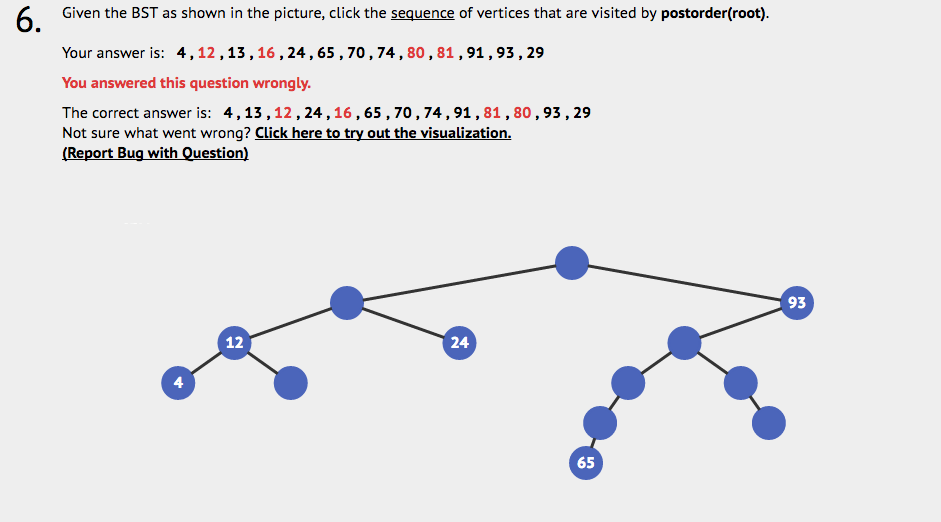 6.
Given the BST as shown in the picture, click the sequence of vertices that are visited by postorder(root).
Your answer is: 4 , 12 , 13 , 16 , 24 , 65 , 70 , 74 , 80 , 81 , 91 , 93 , 29
You answered this question wrongly.
The correct answer is: 4 , 13 , 12 , 24 , 16 , 65 , 70 , 74 , 91 , 81 , 80 , 93 , 29
Not sure what went wrong? Click here to try out the visualization.
(Report Bug with Question)
93
12
24
4
65